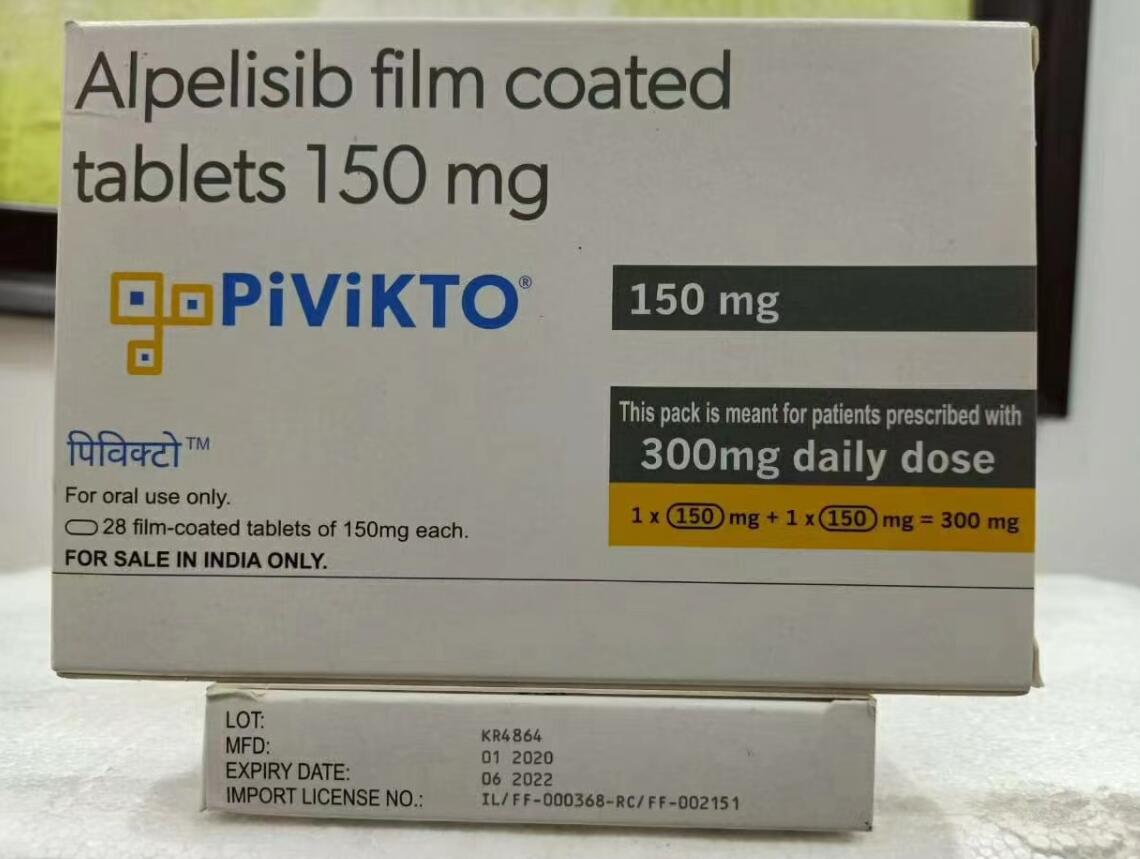 Alpelisib film coated
tablets 150 mg
PiViKTO®
150 mg
This pack is meant for patients prescribed with
300mg daily dose
1 x 150 mg + 1 x 150 mg = 300 mg
पिविक्टो™
For oral use only.
28 film-coated tablets of 150mg each.
FOR SALE IN INDIA ONLY.
LOT: KR4864
MFD: 01 2020
EXPIRY DATE: 06 2022
IMPORT LICENSE NO.: IL/FF-000368-RC/FF-002151